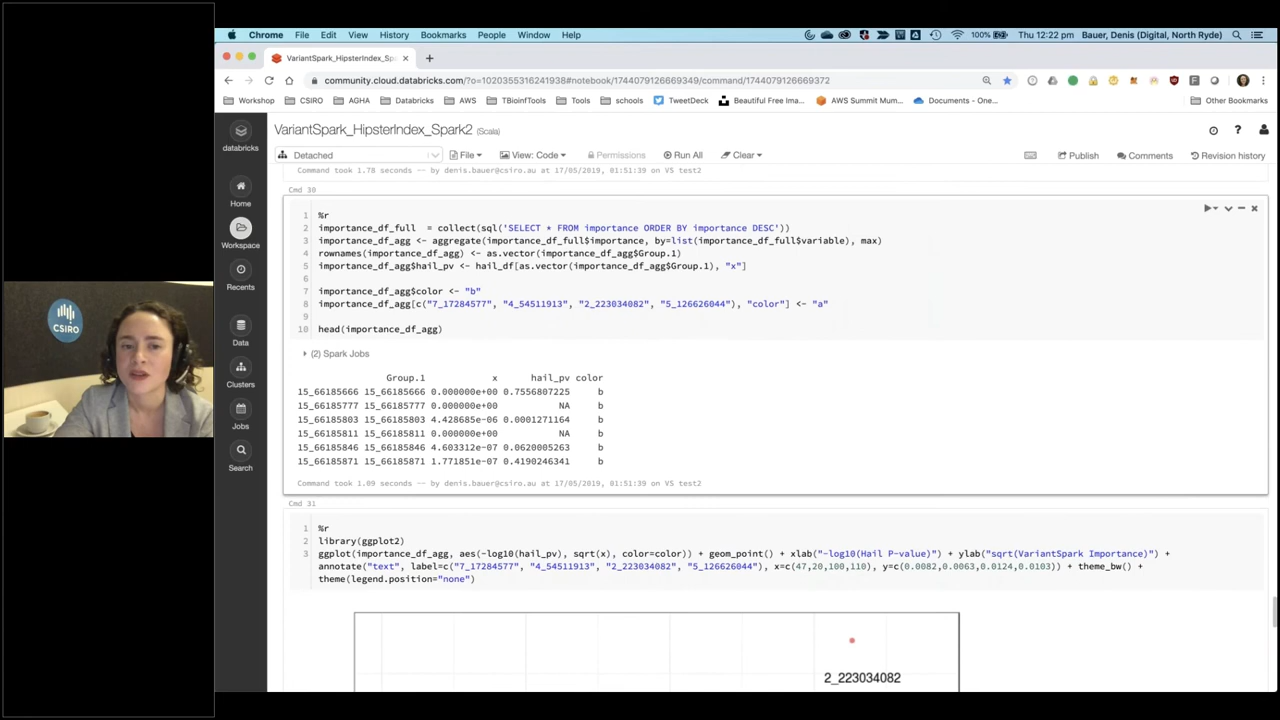 Chrome File Edit View History Bookmarks People Window Help 100% Thu 12:22 pm Bauer, Denis (Digital, North Ryde)
VariantSpark_HipsterIndex_Spa
community.cloud.databricks.com/?o=1020355316241938#notebook/1744079126669349/command/1744079126669372
Workshop CSIRO AGHA Databricks AWS TBioinfTools Tools schools TweetDeck Beautiful Free Ima... AWS Summit Mum... Documents - One... Other Bookmarks
databricks
Home
Workspace
Recents
Data
Clusters
Jobs
Search
CSIRO
VariantSpark_HipsterIndex_Spark2 (Scala)
Detached File View: Code Permissions Run All Clear Publish Comments Revision history
Command took 1.78 seconds -- by denis.bauer@csiro.au at 17/05/2019, 01:51:39 on VS test2
Cmd 30
1 %r
2 importance_df_full = collect(sql('SELECT * FROM importance ORDER BY importance DESC'))
3 importance_df_agg <- aggregate(importance_df_full$importance, by=list(importance_df_full$variable), max)
4 rownames(importance_df_agg) <- as.vector(importance_df_agg$Group.1)
5 importance_df_agg$hail_pv <- hail_df[as.vector(importance_df_agg$Group.1), "x"]
6
7 importance_df_agg$color <- "b"
8 importance_df_agg[c("7_17284577", "4_54511913", "2_223034082", "5_126626044"), "color"] <- "a"
9
10 head(importance_df_agg)
(2) Spark Jobs
Group.1 x hail_pv color
15_66185666 15_66185666 0.000000e+00 0.7556807225 b
15_66185777 15_66185777 0.000000e+00 NA b
15_66185803 15_66185803 4.428685e-06 0.0001271164 b
15_66185811 15_66185811 0.000000e+00 NA b
15_66185846 15_66185846 4.603312e-07 0.0620005263 b
15_66185871 15_66185871 1.771851e-07 0.4190246341 b
Command took 1.09 seconds -- by denis.bauer@csiro.au at 17/05/2019, 01:51:39 on VS test2
Cmd 31
1 %r
2 library(ggplot2)
3 ggplot(importance_df_agg, aes(-log10(hail_pv), sqrt(x), color=color)) + geom_point() + xlab("-log10(Hail P-value)") + ylab("sqrt(VariantSpark Importance)") +
annotate("text", label=c("7_17284577", "4_54511913", "2_223034082", "5_126626044"), x=c(47,20,100,110), y=c(0.0082,0.0063,0.0124,0.0103)) + theme_bw() +
theme(legend.position="none")
2_223034082